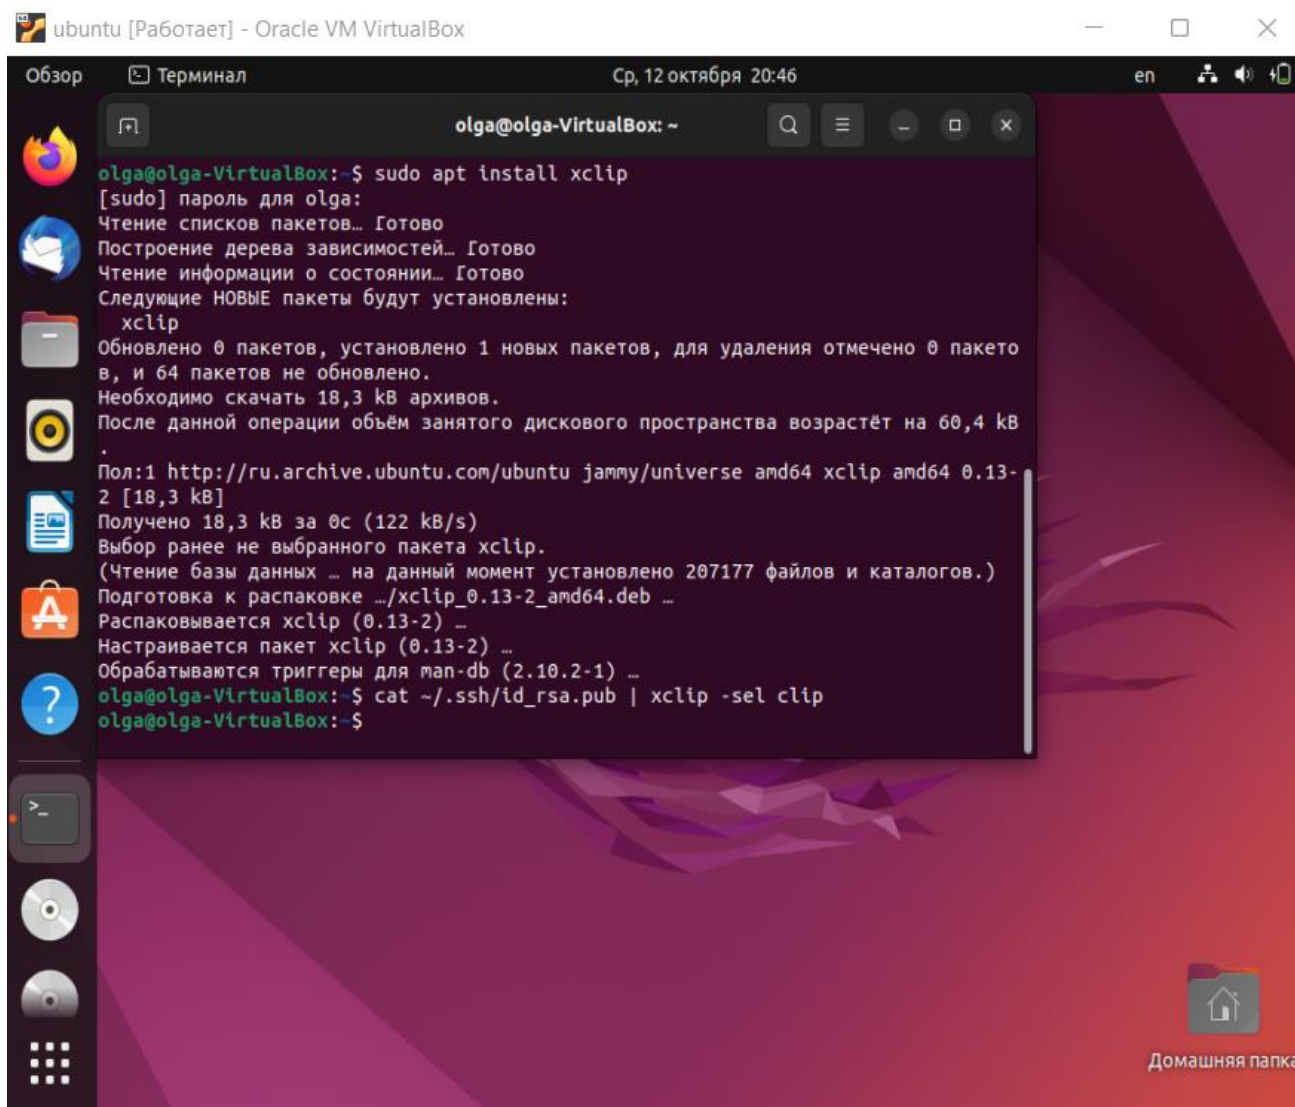 ubuntu [Работает] - Oracle VM VirtualBox
Обзор Терминал Ср, 12 октября 20:46 en
olga@olga-VirtualBox: ~
olga@olga-VirtualBox:~$ sudo apt install xclip
[sudo] пароль для olga:
Чтение списков пакетов… Готово
Построение дерева зависимостей… Готово
Чтение информации о состоянии… Готово
Следующие НОВЫЕ пакеты будут установлены:
xclip
Обновлено 0 пакетов, установлено 1 новых пакетов, для удаления отмечено 0 пакето
в, и 64 пакетов не обновлено.
Необходимо скачать 18,3 kB архивов.
После данной операции объём занятого дискового пространства возрастёт на 60,4 kB
.
Пол:1 http://ru.archive.ubuntu.com/ubuntu jammy/universe amd64 xclip amd64 0.13-
2 [18,3 kB]
Получено 18,3 kB за 0с (122 kB/s)
Выбор ранее не выбранного пакета xclip.
(Чтение базы данных … на данный момент установлено 207177 файлов и каталогов.)
Подготовка к распаковке …/xclip_0.13-2_amd64.deb …
Распаковывается xclip (0.13-2) …
Настраивается пакет xclip (0.13-2) …
Обрабатываются триггеры для man-db (2.10.2-1) …
olga@olga-VirtualBox:~$ cat ~/.ssh/id_rsa.pub | xclip -sel clip
olga@olga-VirtualBox:~$
Домашняя папка